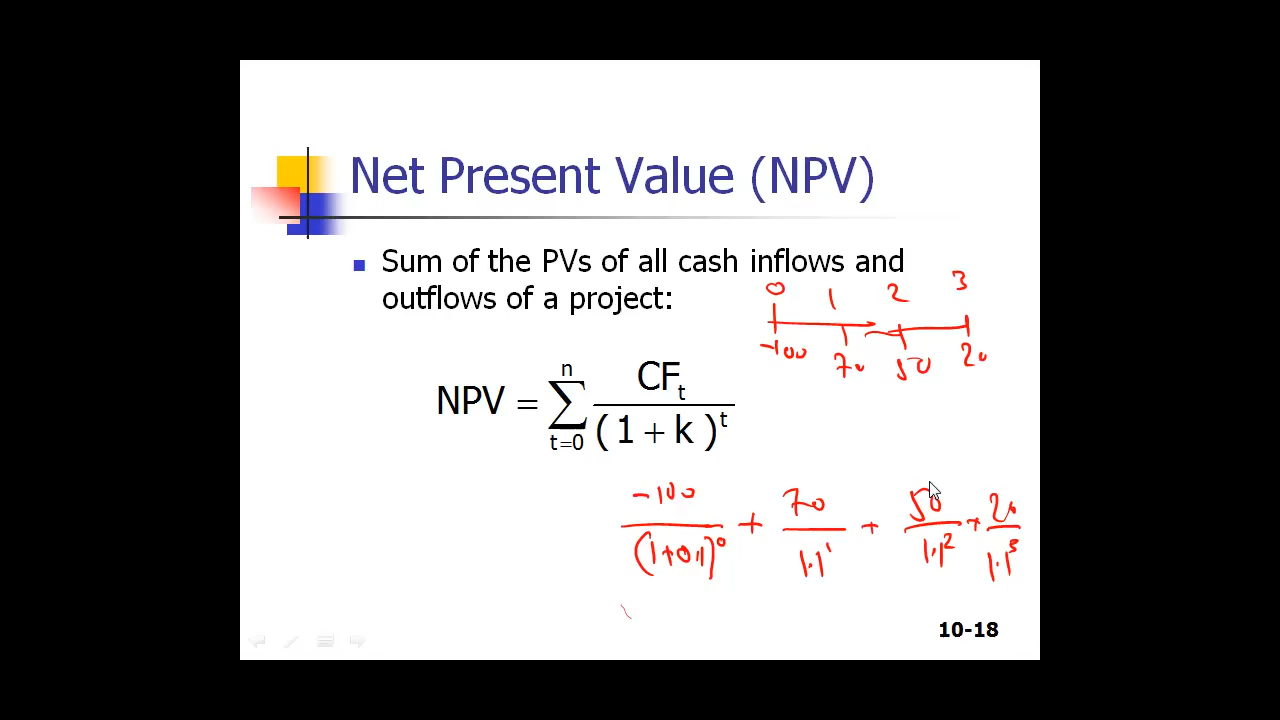 Net Present Value (NPV)
Sum of the PVs of all cash inflows and
outflows of a project:
0 1 2 3
-100 70 50 20
n
NPV = ∑ CFt / (1 + k)^t
t=0
-100 / (1+0.1)^0 + 70 / 1.1^1 + 50 / 1.1^2 + 20 / 1.1^3
10-18